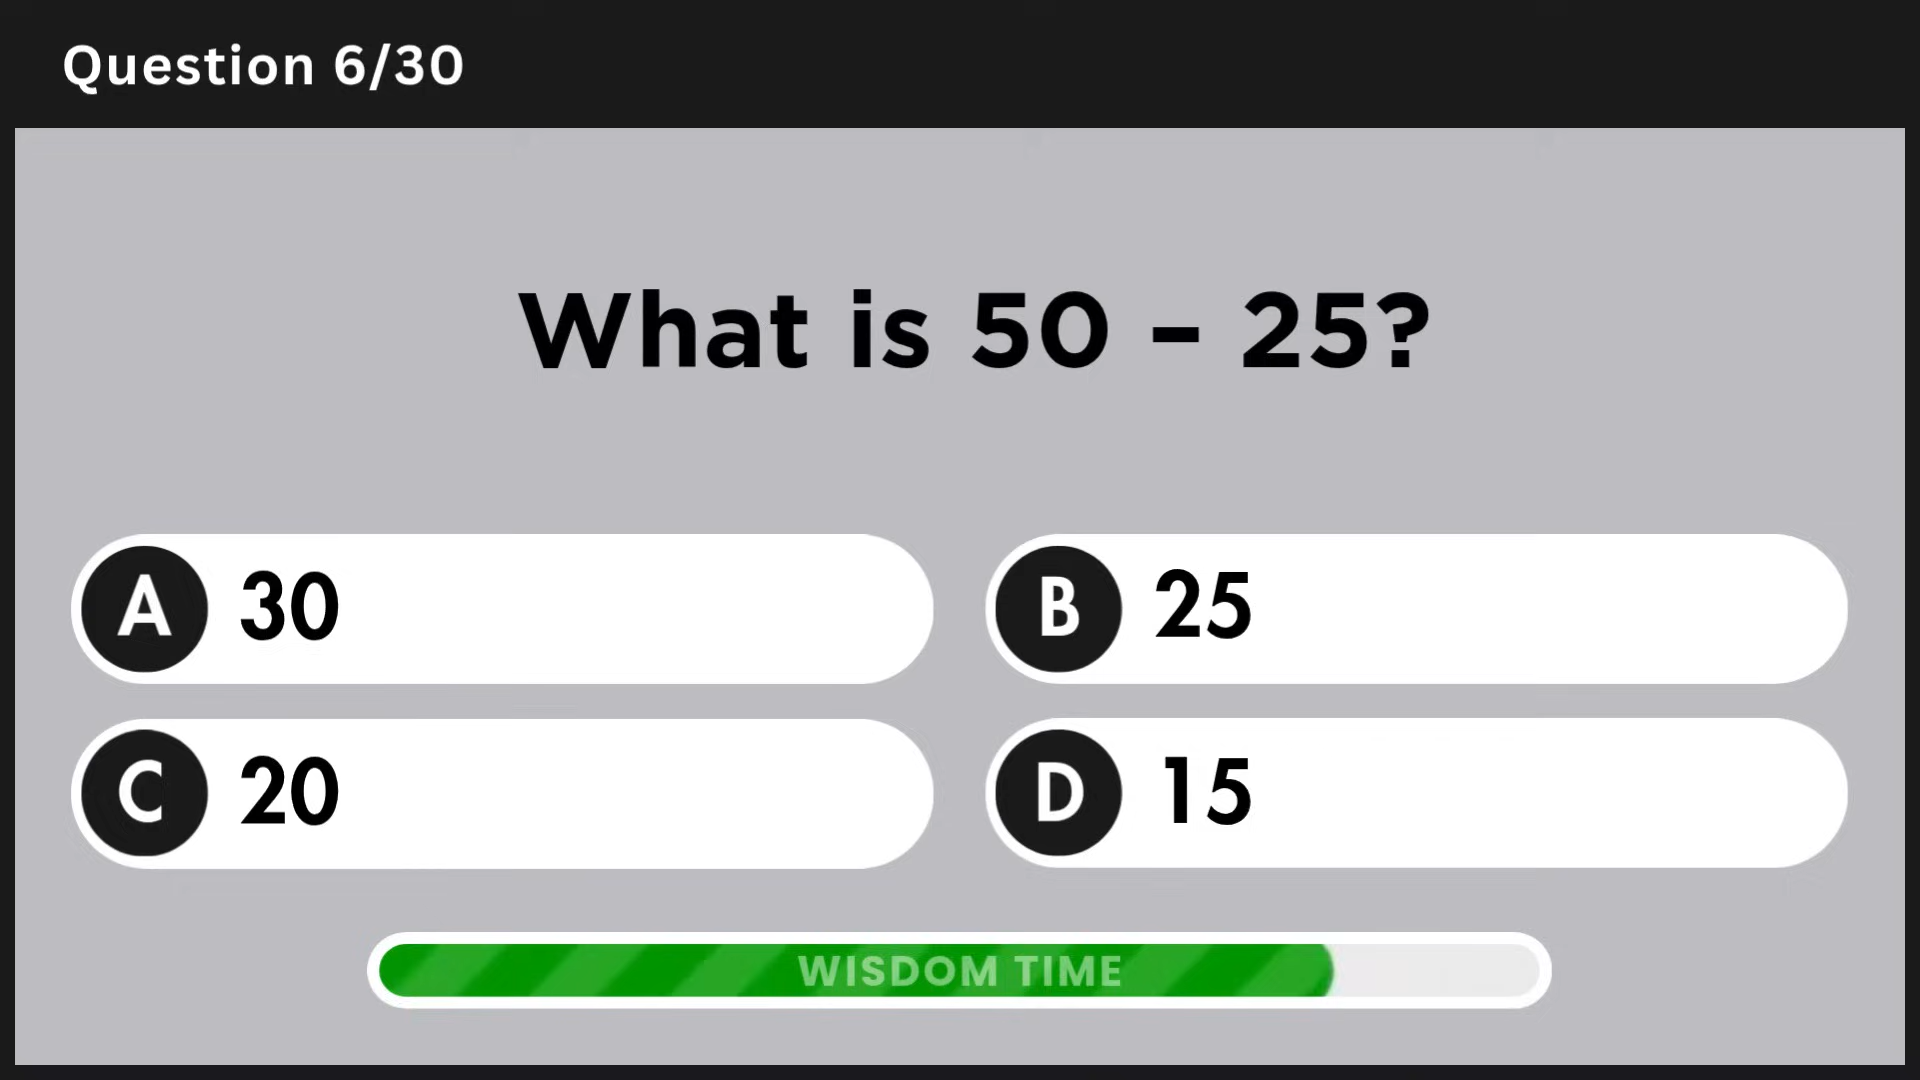 Question 6/30
What is 50 – 25?
A 30
B 25
C 20
D 15
WISDOM TIME